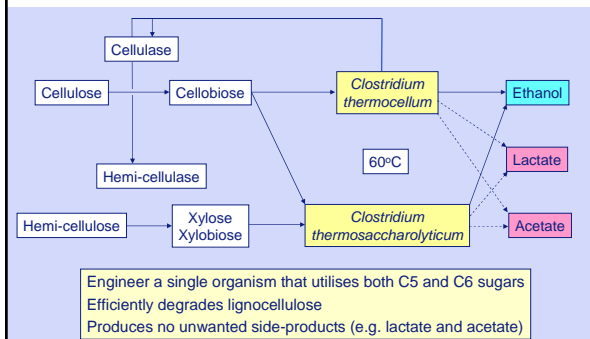 Cellulase
Cellulose
Cellobiose
Clostridium
thermocellum
Ethanol
Hemi-cellulase
60ºC
Lactate
Hemi-cellulose
Xylose
Xylobiose
Clostridium
thermosaccharolyticum
Acetate
Engineer a single organism that utilises both C5 and C6 sugars
Efficiently degrades lignocellulose
Produces no unwanted side-products (e.g. lactate and acetate)